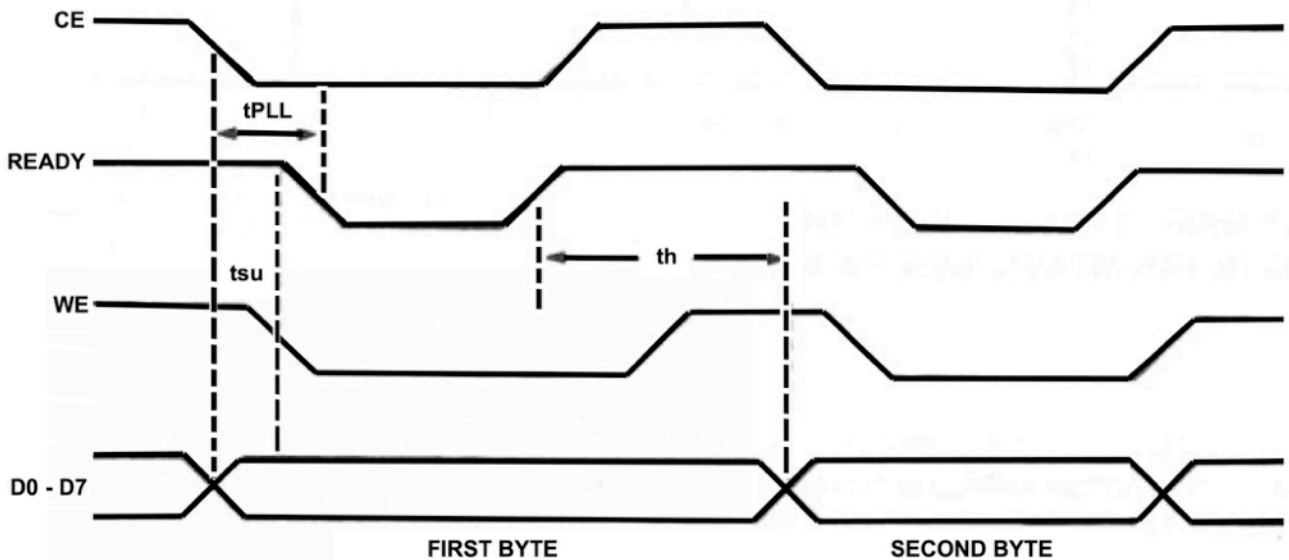 CE
tPLL
READY
th
tsu
WE
D0 - D7
FIRST BYTE
SECOND BYTE